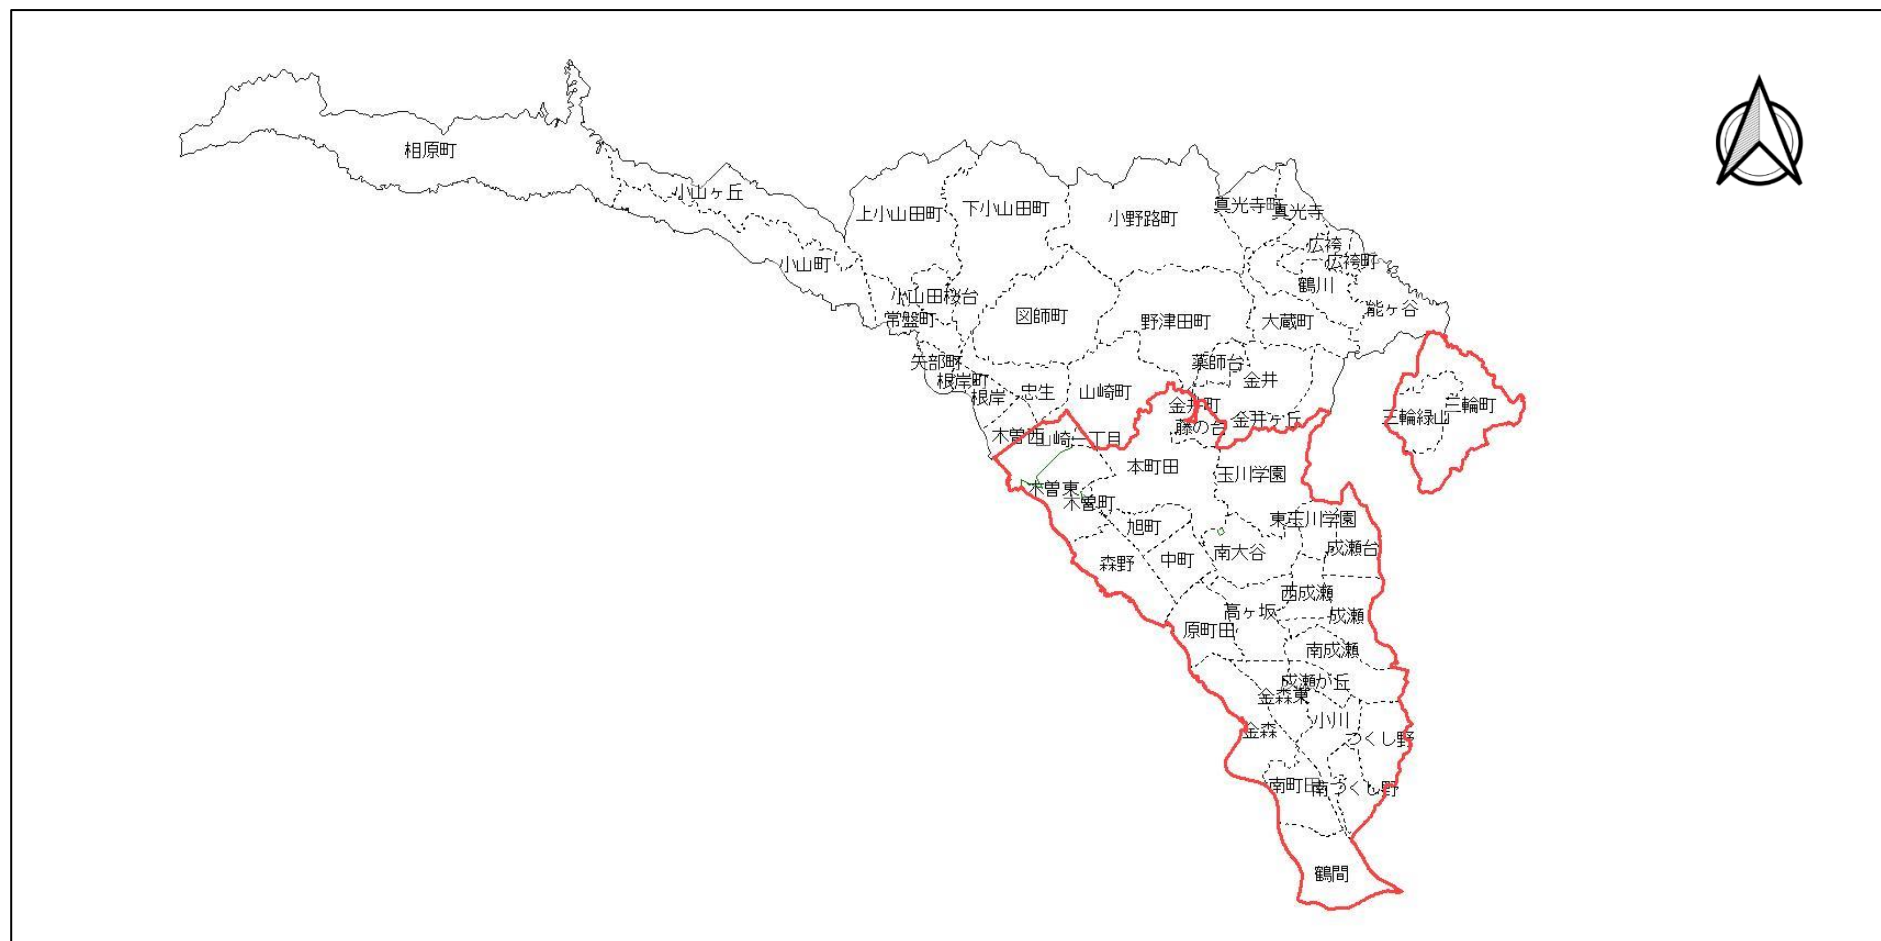 相原町
小山ヶ丘
上小山田町
下小山田町
小野路町
真光寺町
真光寺
広袴
広袴町
小山町
鶴川
小山田桜台
常盤町
図師町
野津田町
大蔵町
能ヶ谷
矢部町
根岸町
根岸
忠生
山崎町
薬師台
金井
金井町
金井ヶ丘
藤の台
三輪町
三輪緑山
木曽西
山崎一丁目
本町田
玉川学園
木曽東
木曽町
旭町
東玉川学園
森野
中町
南大谷
成瀬台
西成瀬
高ヶ坂
成瀬
原町田
南成瀬
成瀬が丘
金森東
小川
金森
つくし野
南町田
南つくし野
鶴間